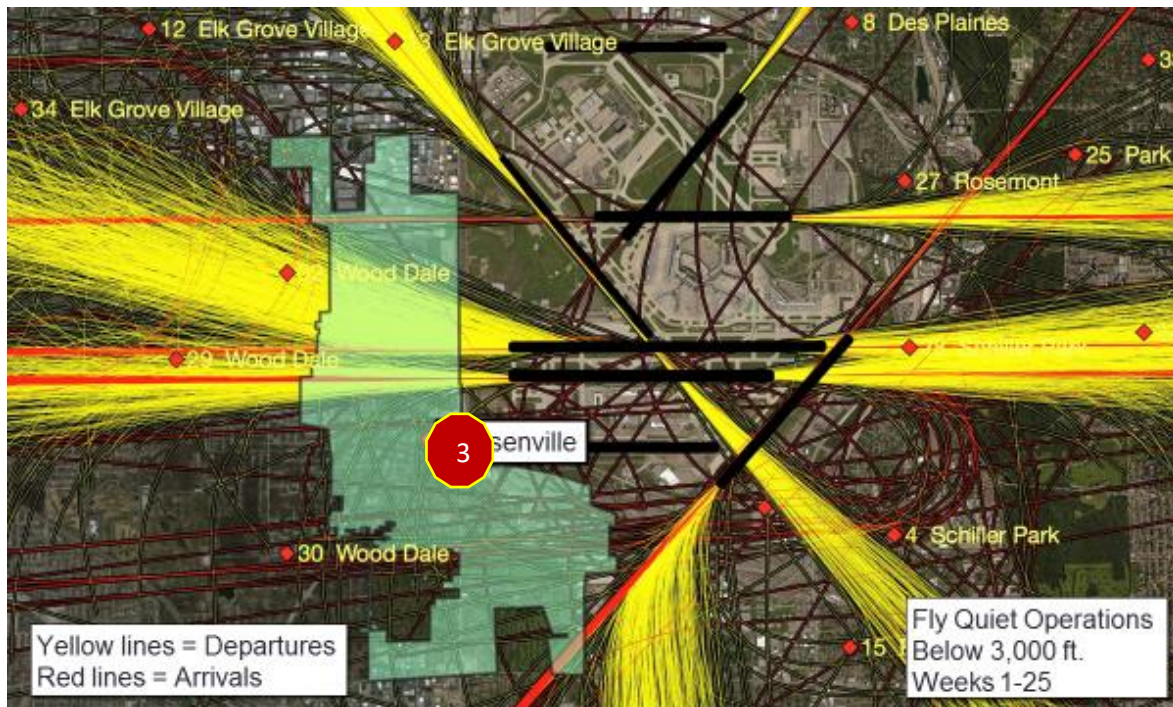 12 Elk Grove Village
3 Elk Grove Village
8 Des Plaines
34 Elk Grove Village
25 Park
27 Rosemont
Wood Dale
29 Wood Dale
3
senville
30 Wood Dale
4 Schiller Park
15
Yellow lines = Departures
Red lines = Arrivals
Fly Quiet Operations
Below 3,000 ft.
Weeks 1-25